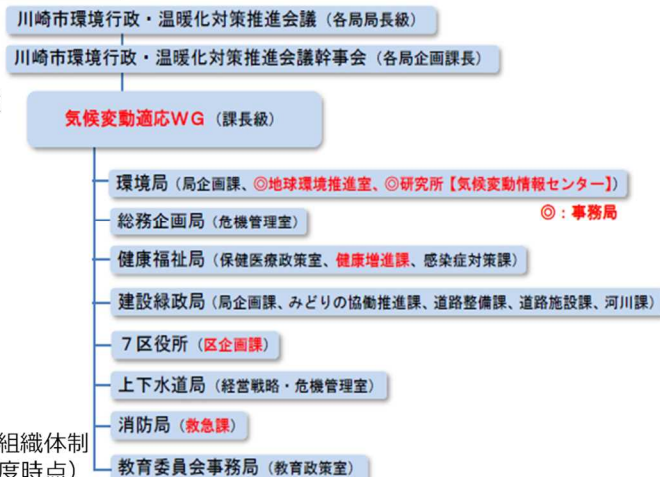 川崎市環境行政・温暖化対策推進会議（各局局長級）
川崎市環境行政・温暖化対策推進会議幹事会（各局企画課長）
気候変動適応WG（課長級）
環境局（局企画課、◎地球環境推進室、◎研究所【気候変動情報センター】）
◎：事務局
総務企画局（危機管理室）
健康福祉局（保健医療政策室、健康増進課、感染症対策課）
建設緑政局（局企画課、みどりの協働推進課、道路整備課、道路施設課、河川課）
７区役所（区企画課）
上下水道局（経営戦略・危機管理室）
消防局（救急課）
組織体制
度時点）
教育委員会事務局（教育政策室）